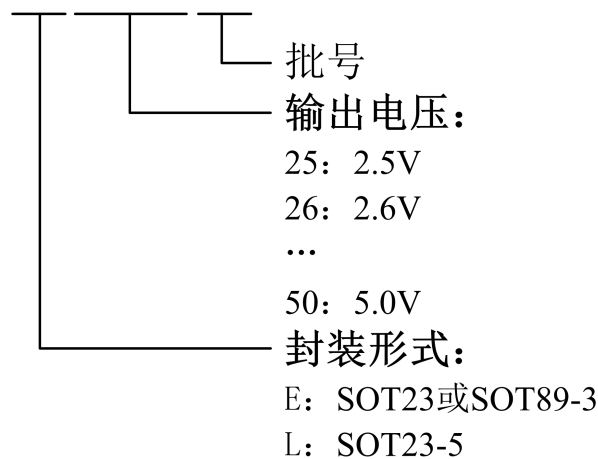 批号
输出电压：
25：2.5V
26：2.6V
…
50：5.0V
封装形式：
E：SOT23或SOT89-3
L：SOT23-5